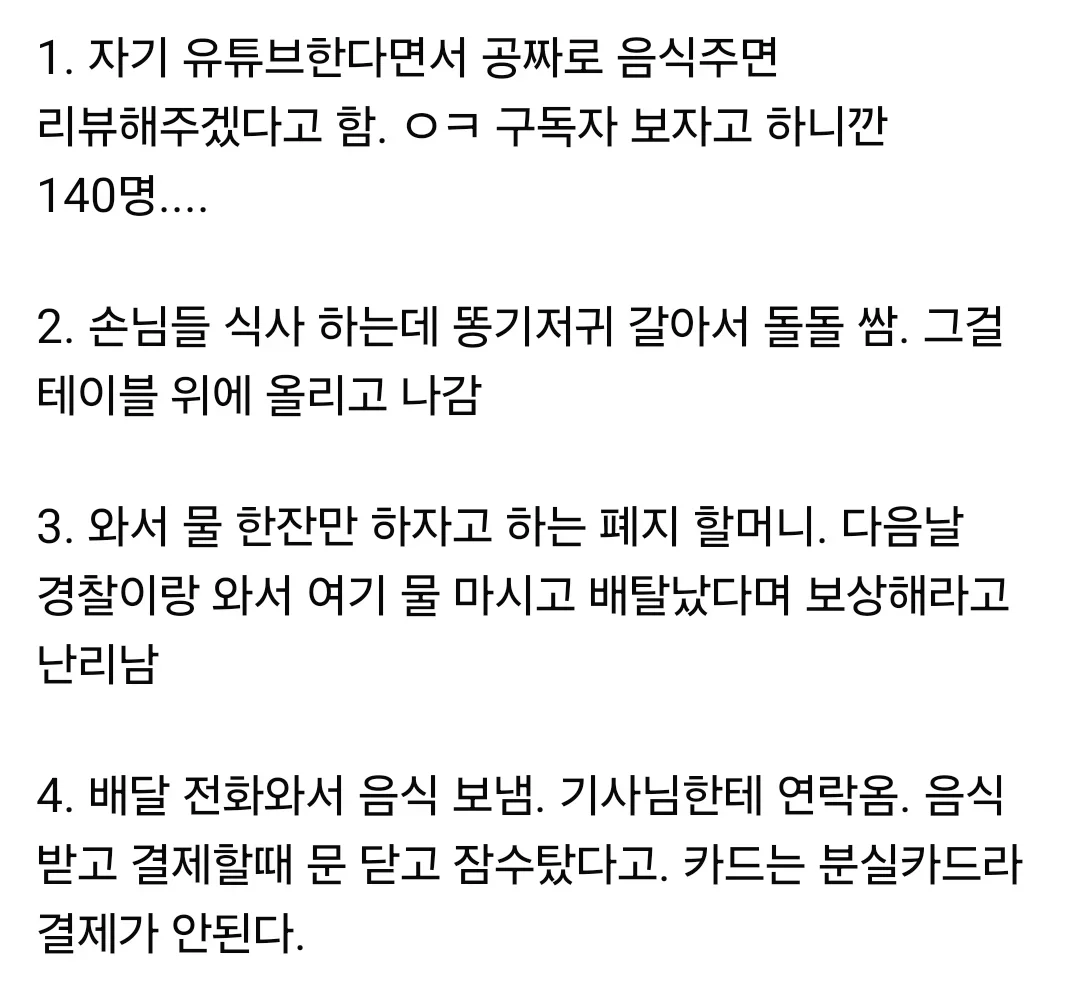 1. 자기 유튜브한다면서 공짜로 음식주면
리뷰해주겠다고 함. ㅇㅋ 구독자 보자고 하니깐
140명....
2. 손님들 식사 하는데 똥기저귀 갈아서 돌돌 쌈. 그걸
테이블 위에 올리고 나감
3. 와서 물 한잔만 하자고 하는 폐지 할머니. 다음날
경찰이랑 와서 여기 물 마시고 배탈났다며 보상해라고
난리남
4. 배달 전화와서 음식 보냄. 기사님한테 연락옴. 음식
받고 결제할때 문 닫고 잠수탔다고. 카드는 분실카드라
결제가 안된다.